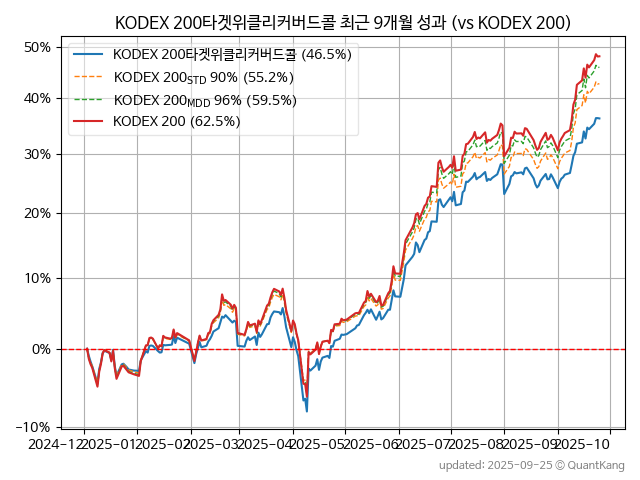 KODEX 200타겟위클리커버드콜 최근 9개월 성과 (vs KODEX 200)
KODEX 200타겟위클리커버드콜 (46.5%)
KODEX 200STD 90% (55.2%)
KODEX 200MDD 96% (59.5%)
KODEX 200 (62.5%)
50%
40%
30%
20%
10%
0%
−10%
2024-12 2025-01 2025-02 2025-03 2025-04 2025-05 2025-06 2025-07 2025-08 2025-09 2025-10
updated: 2025-09-25 © QuantKang